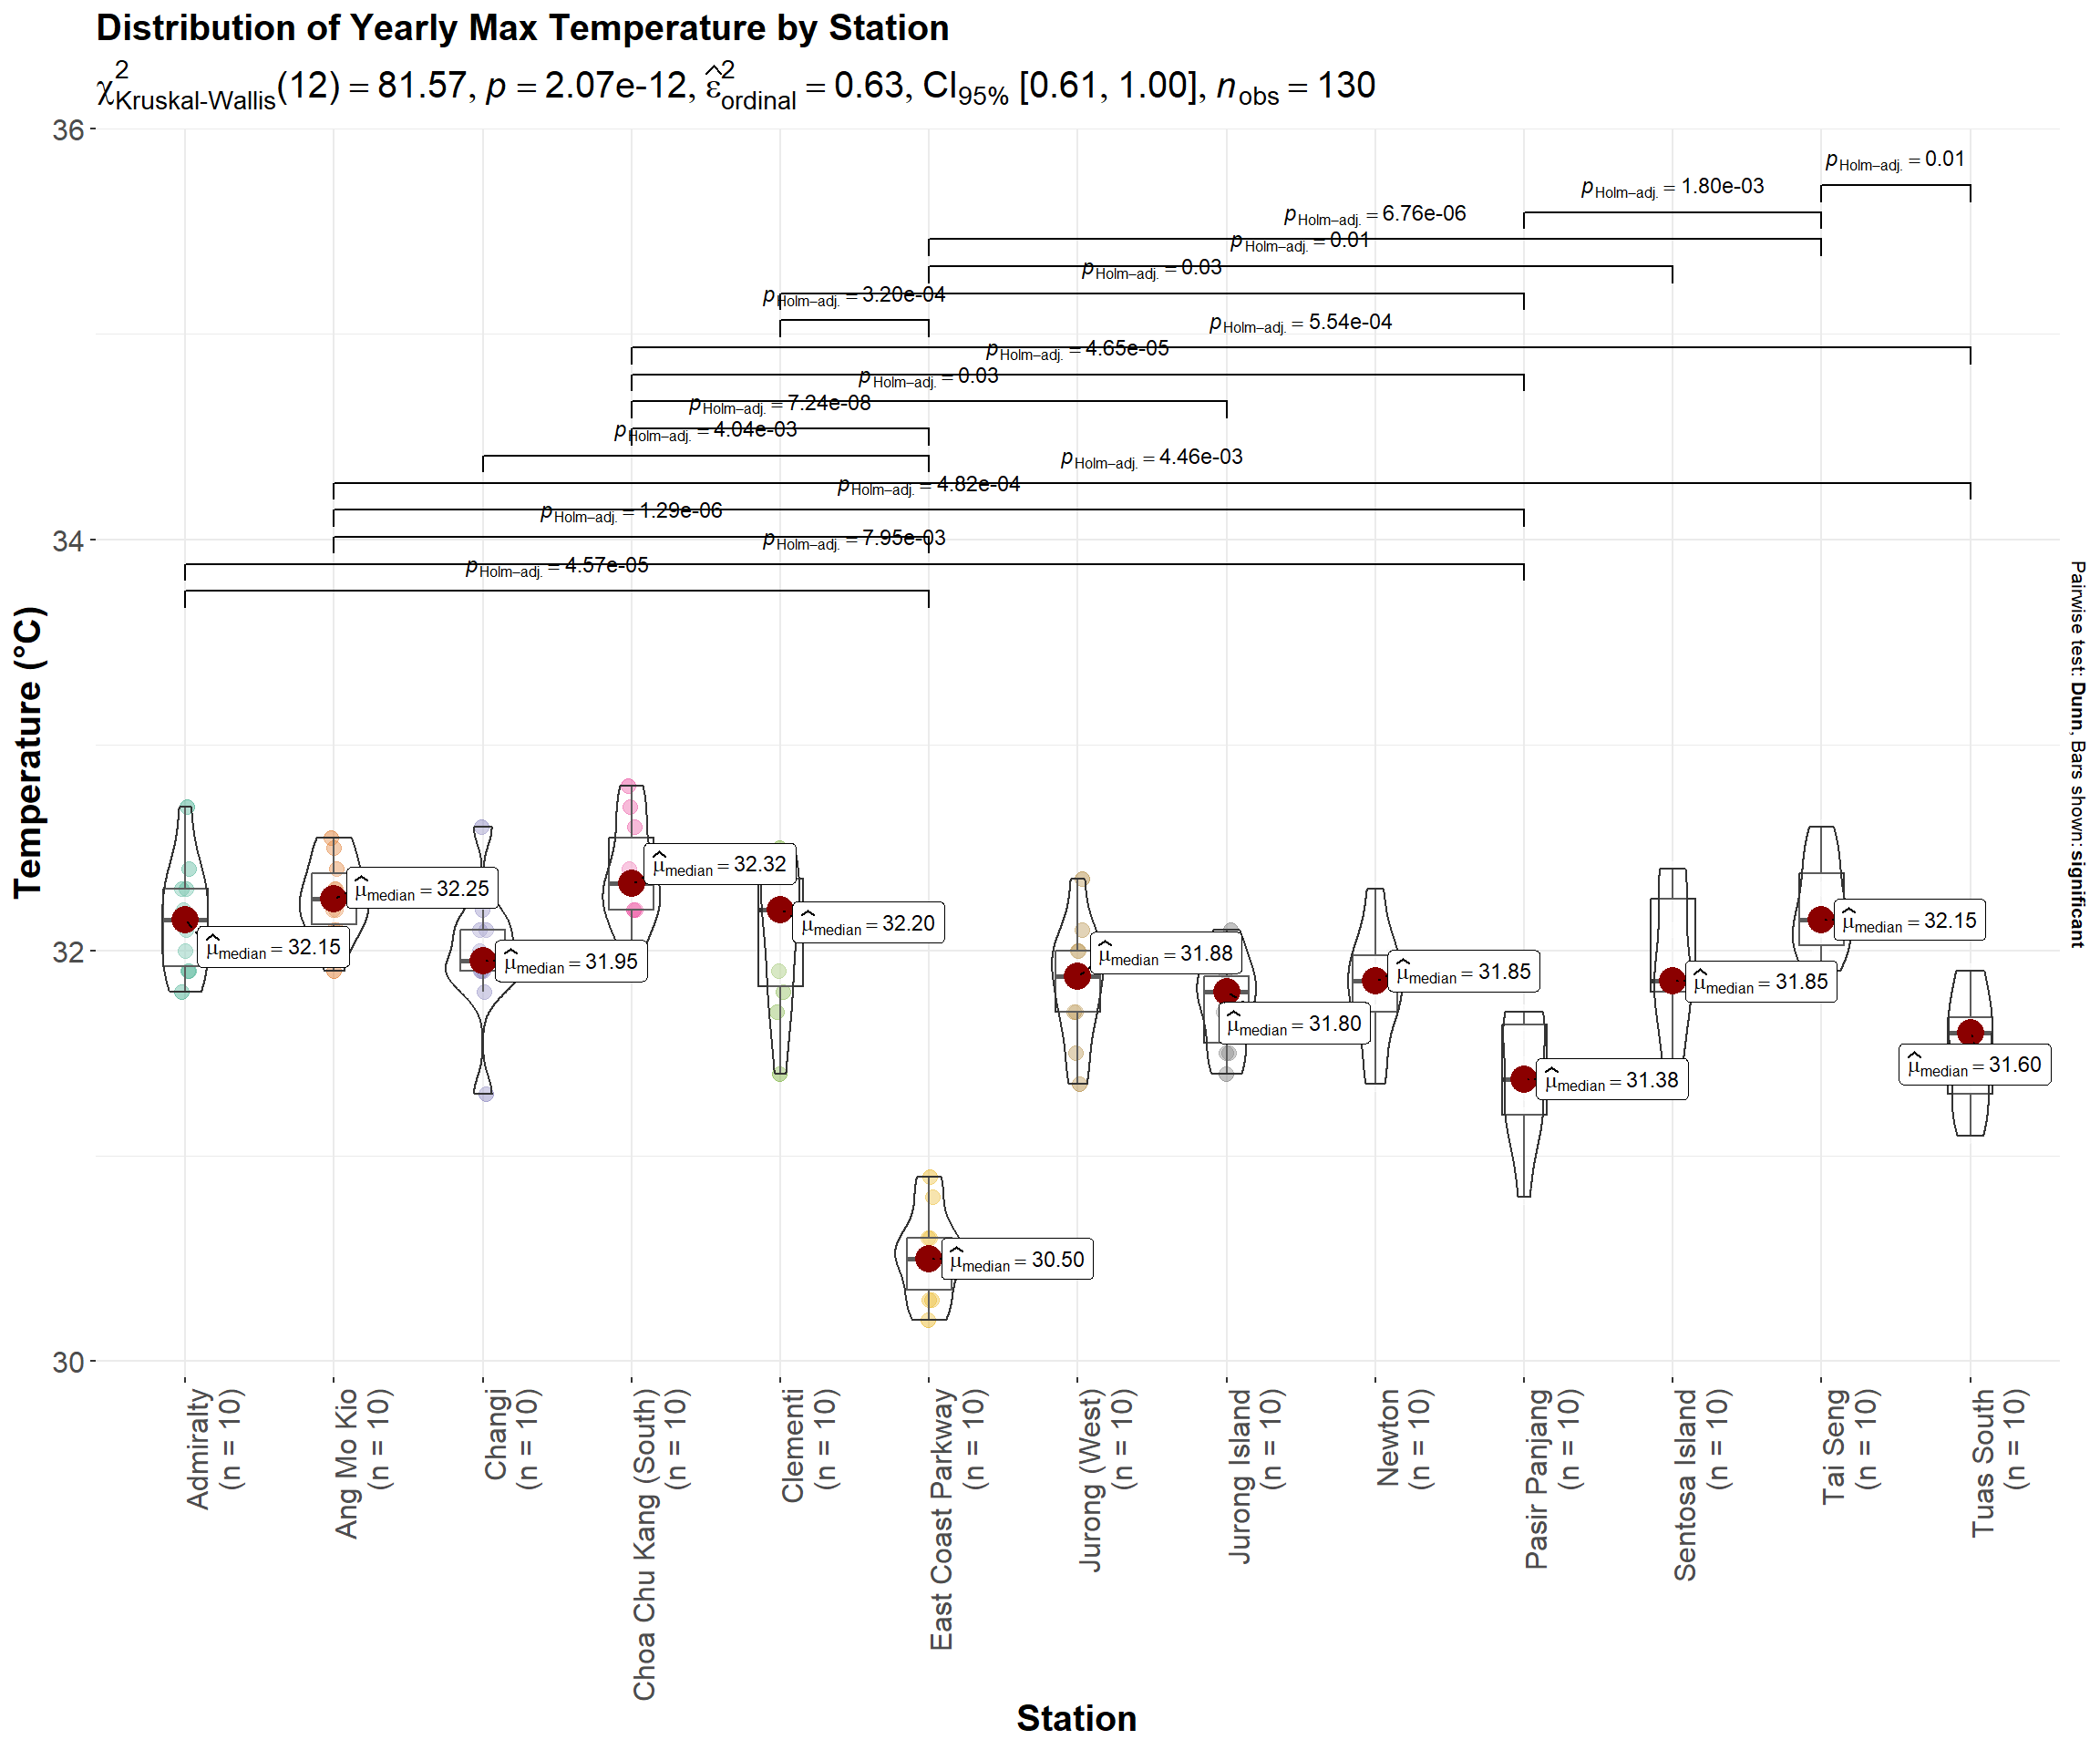 Distribution of Yearly Max Temperature by Station
χ²Kruskal-Wallis(12) = 81.57, p = 2.07e-12, ε̂²ordinal = 0.63, CI95% [0.61, 1.00], nobs = 130
36
34
32
30
Temperature (°C)
pHolm–adj. = 0.01
pHolm–adj. = 1.80e-03
pHolm–adj. = 6.76e-06
pHolm–adj. = 0.01
pHolm–adj. = 0.03
pHolm–adj. = 3.20e-04
pHolm–adj. = 5.54e-04
pHolm–adj. = 4.65e-05
pHolm–adj. = 0.03
pHolm–adj. = 7.24e-08
pHolm–adj. = 4.04e-03
pHolm–adj. = 4.46e-03
pHolm–adj. = 4.82e-04
pHolm–adj. = 1.29e-06
pHolm–adj. = 7.95e-03
pHolm–adj. = 4.57e-05
μ̂median = 32.15
μ̂median = 32.25
μ̂median = 31.95
μ̂median = 32.32
μ̂median = 32.20
μ̂median = 30.50
μ̂median = 31.88
μ̂median = 31.80
μ̂median = 31.85
μ̂median = 31.38
μ̂median = 31.85
μ̂median = 32.15
μ̂median = 31.60
Pairwise test: Dunn, Bars shown: significant
Admiralty
(n = 10)
Ang Mo Kio
(n = 10)
Changi
(n = 10)
Choa Chu Kang (South)
(n = 10)
Clementi
(n = 10)
East Coast Parkway
(n = 10)
Jurong (West)
(n = 10)
Jurong Island
(n = 10)
Newton
(n = 10)
Pasir Panjang
(n = 10)
Sentosa Island
(n = 10)
Tai Seng
(n = 10)
Tuas South
(n = 10)
Station